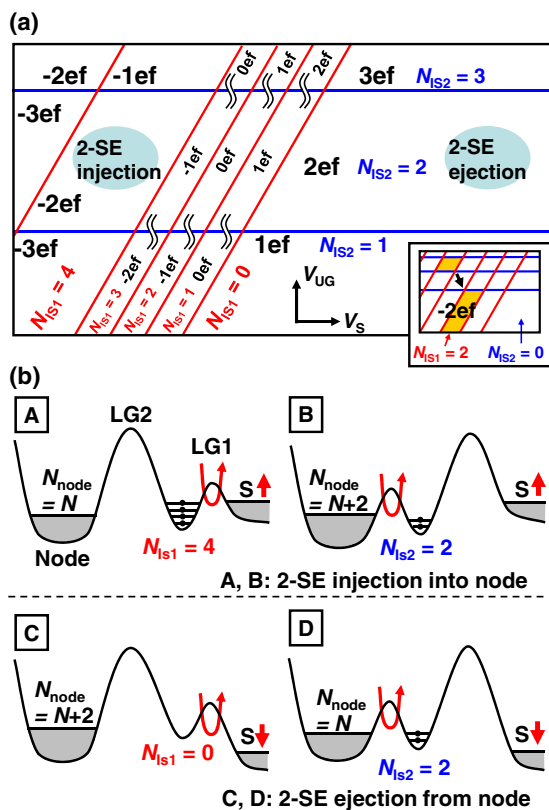 (a)
-2ef -1ef 0ef 1ef 2ef 3ef N_IS2 = 3
-3ef
2-SE injection -1ef 0ef 1ef 2ef N_IS2 = 2 2-SE ejection
-2ef
-3ef -2ef -1ef 0ef 1ef N_IS2 = 1
N_IS1 = 4 N_IS1 = 3 N_IS1 = 2 N_IS1 = 1 N_IS1 = 0
V_UG
V_S
-2ef
N_IS1 = 2 N_IS2 = 0
(b)
A LG2 B
LG1
N_node = N S N_node = N+2 S
Node N_Is1 = 4 N_Is2 = 2
A, B: 2-SE injection into node
C D
N_node = N+2 S N_node = N S
N_Is1 = 0 N_Is2 = 2
C, D: 2-SE ejection from node